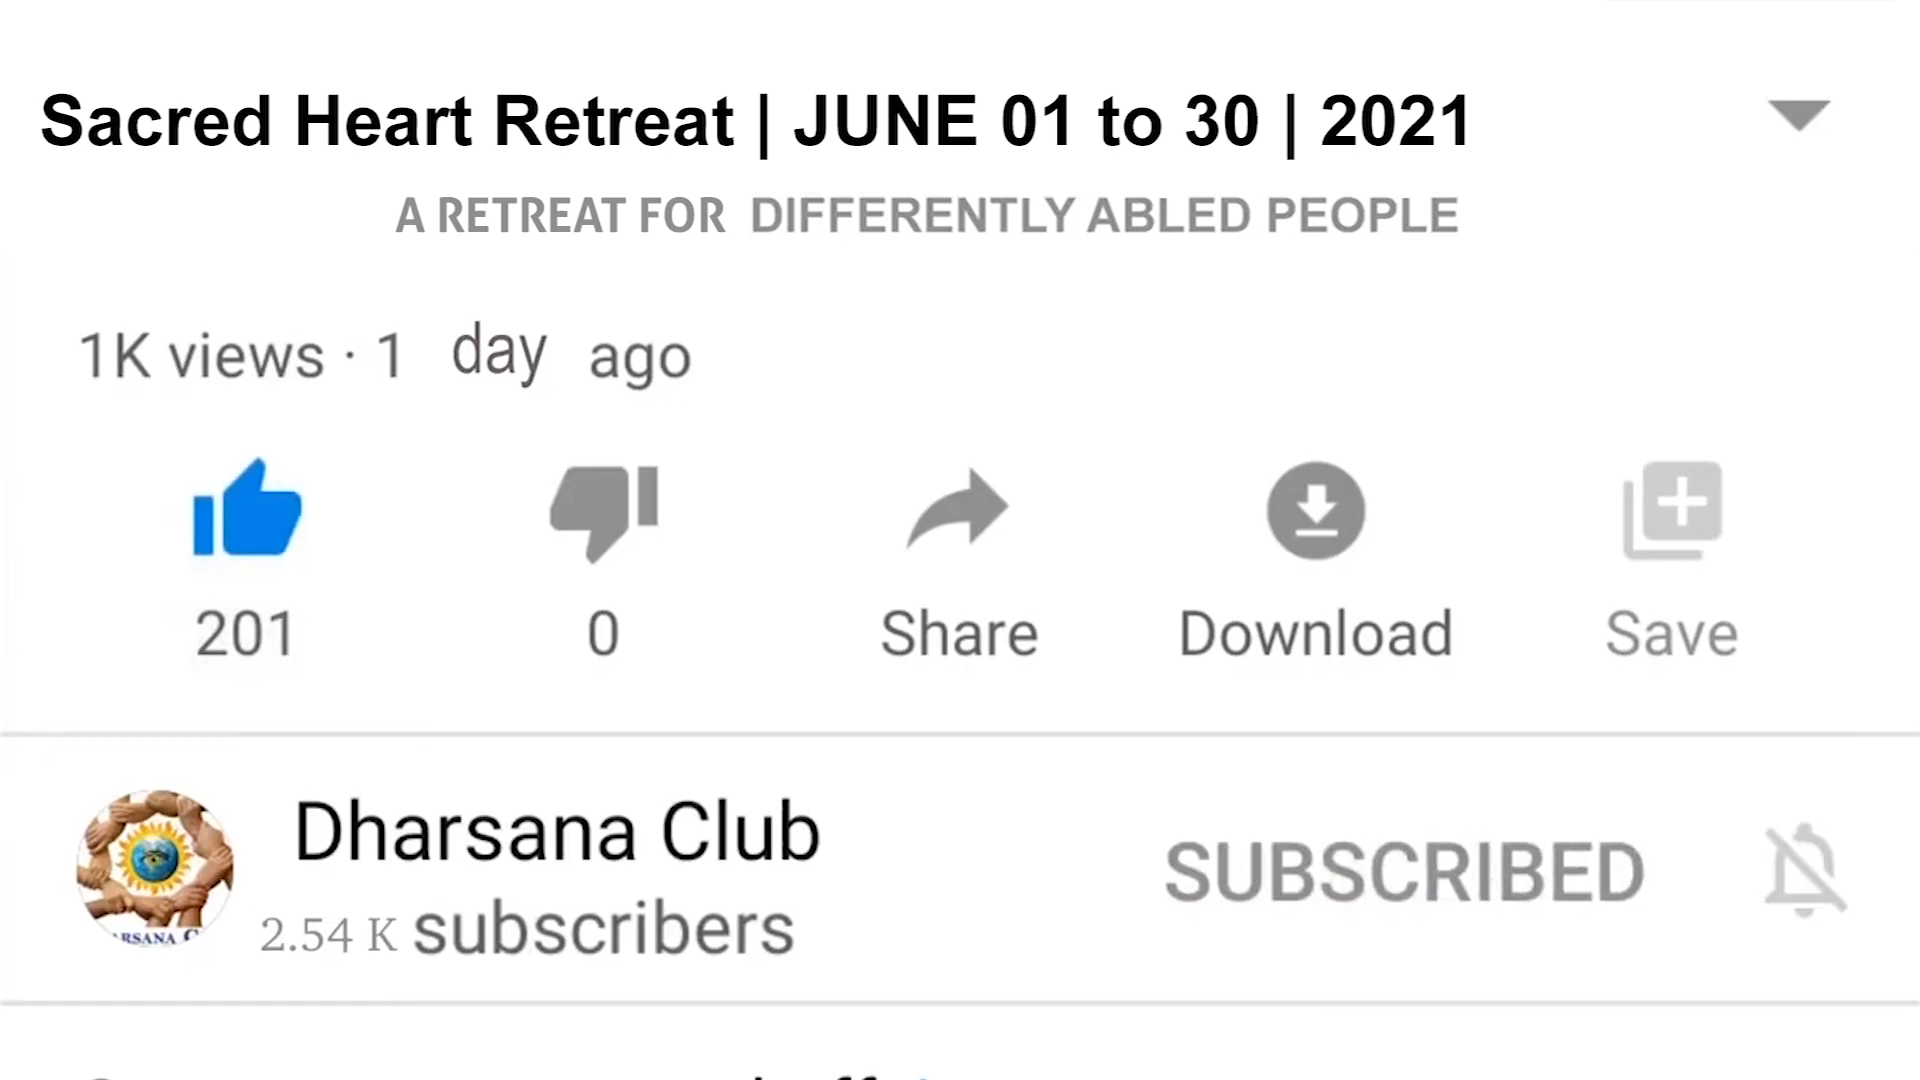 Sacred Heart Retreat | JUNE 01 to 30 | 2021
A RETREAT FOR DIFFERENTLY ABLED PEOPLE
1K views · 1 day ago
201 0 Share Download Save
Dharsana Club
SUBSCRIBED
2.54 K subscribers